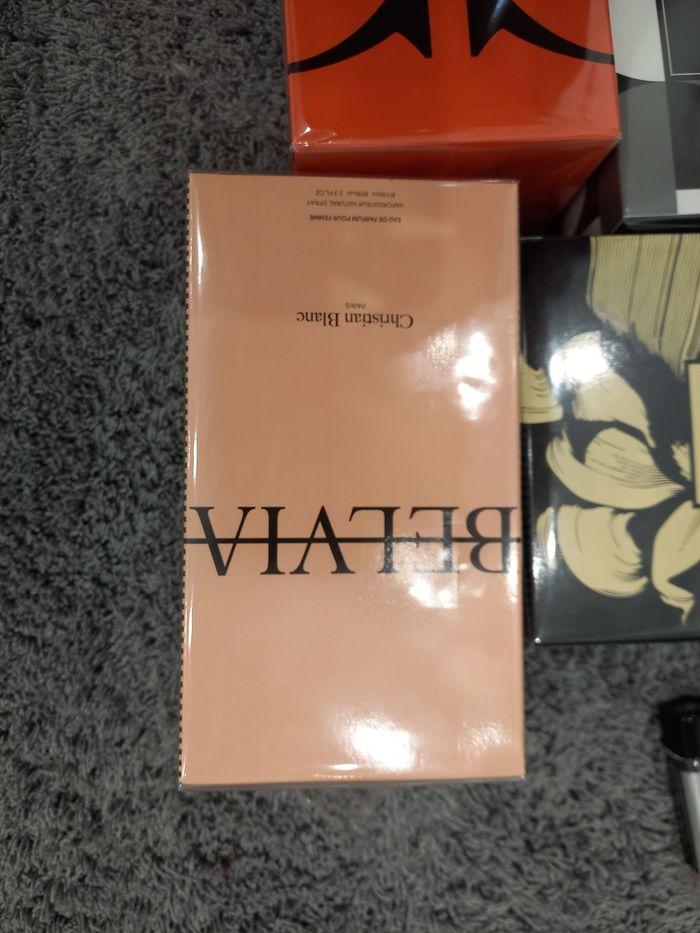 BELVIA
Christian Blanc
PARIS
EAU DE PARFUM POUR FEMME
VAPORISATEUR NATURAL SPRAY